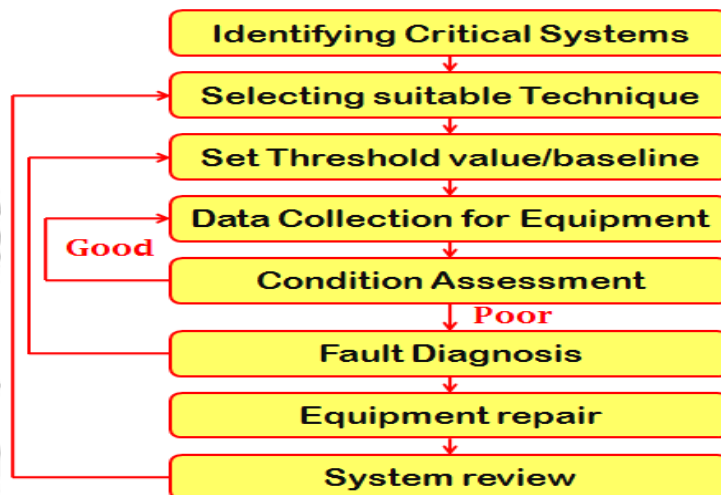 Identifying Critical Systems
Selecting suitable Technique
Set Threshold value/baseline
Data Collection for Equipment
Good
Condition Assessment
Poor
Fault Diagnosis
Equipment repair
System review